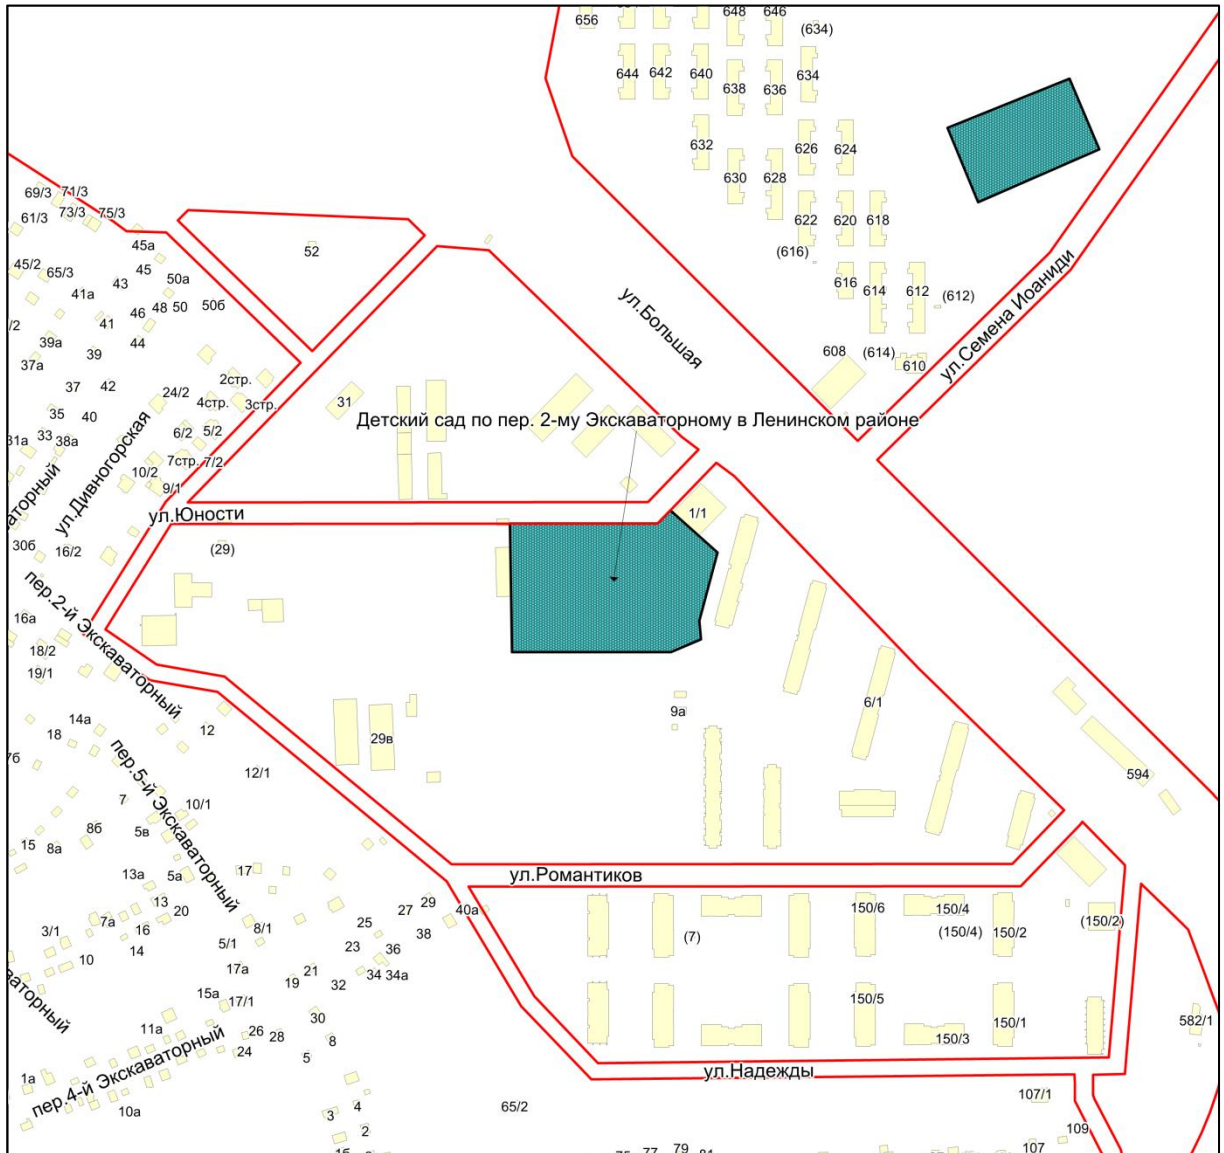 656
648
646
(634)
644
642
640
638
636
634
632
626
624
630
628
622
620
618
(616)
616
614
612
(612)
608
(614)
610
ул.Большая
ул.Семена Иоаниди
69/3
71/3
61/3
73/3
75/3
45а
52
45/2
65/3
43
45
50а
41а
46
48
50
50б
/2
41
44
39а
39
37а
37
42
24/2
2стр.
4стр.
3стр.
31
Детский сад по пер. 2-му Экскаваторному в Ленинском районе
35
40
33
38а
31а
6/2
5/2
7стр.
7/2
10/2
9/1
ул.Дивногорская
ул.Юности
1/1
30б
16/2
(29)
пер.2-й Экскаваторный
16а
18/2
19/1
14а
18
12
12/1
29в
9а
6/1
594
7
10/1
пер.5-й Экскаваторный
8б
5в
15
8а
13а
5а
17
ул.Романтиков
13
20
7а
16
14
3/1
10
8/1
5/1
25
27
29
40а
38
23
36
34
34а
17а
21
19
32
15а
17/1
30
11а
26
28
24
8
5
1а
пер.4-й Экскаваторный
10а
3
4
2
(7)
150/6
150/4
(150/4)
150/2
(150/2)
150/5
150/3
150/1
582/1
ул.Надежды
65/2
107/1
109
107
77
79